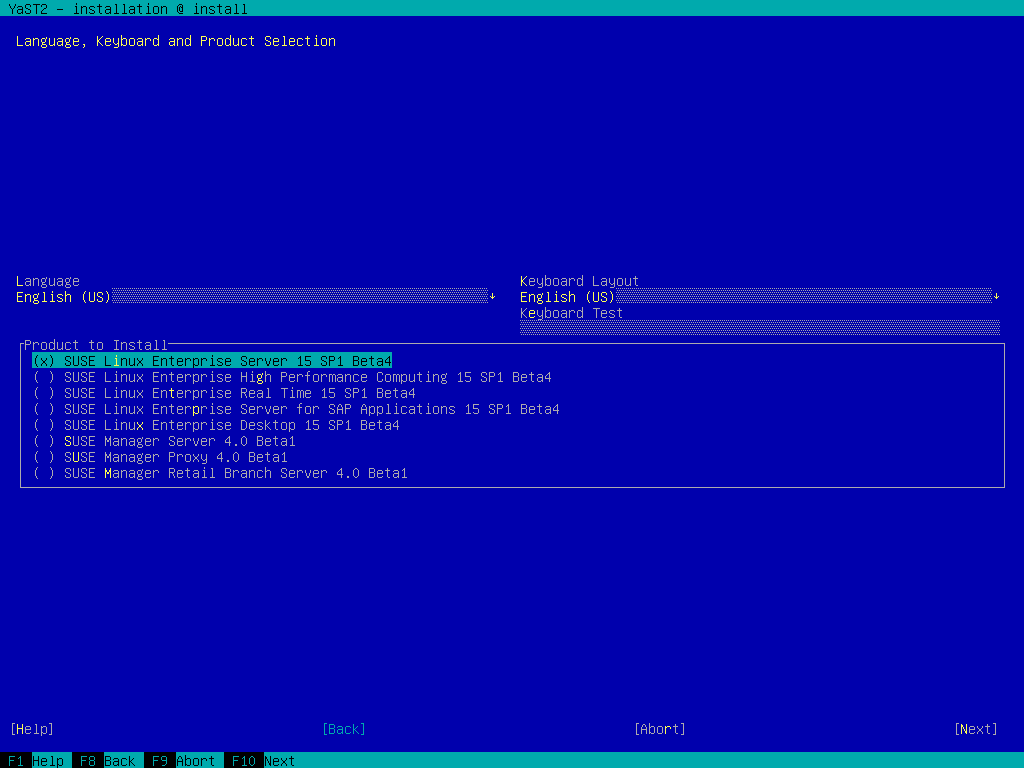 YaST2 - installation @ install
Language, Keyboard and Product Selection
Language Keyboard Layout
English (US)↓ English (US)↓
Keyboard Test
Product to Install
(x) SUSE Linux Enterprise Server 15 SP1 Beta4
( ) SUSE Linux Enterprise High Performance Computing 15 SP1 Beta4
( ) SUSE Linux Enterprise Real Time 15 SP1 Beta4
( ) SUSE Linux Enterprise Server for SAP Applications 15 SP1 Beta4
( ) SUSE Linux Enterprise Desktop 15 SP1 Beta4
( ) SUSE Manager Server 4.0 Beta1
( ) SUSE Manager Proxy 4.0 Beta1
( ) SUSE Manager Retail Branch Server 4.0 Beta1
[Help] [Back] [Abort] [Next]
F1 Help F8 Back F9 Abort F10 Next